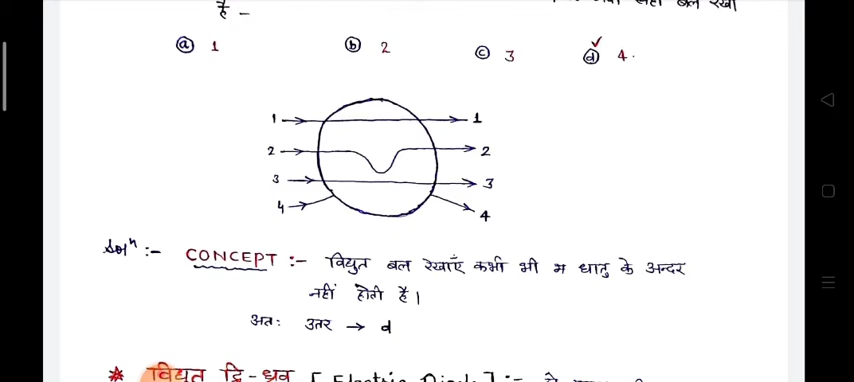 है –
ⓐ 1 ⓑ 2 ⓒ 3 ⓓ 4.
1 1
2 2
3 3
4 4
Solⁿ :- CONCEPT :- विद्युत बल रेखाएँ कभी भी म धातु के अन्दर
नहीं होती है।
अतः उत्तर → d
* विद्युत द्वि-ध्रुव [ Electric